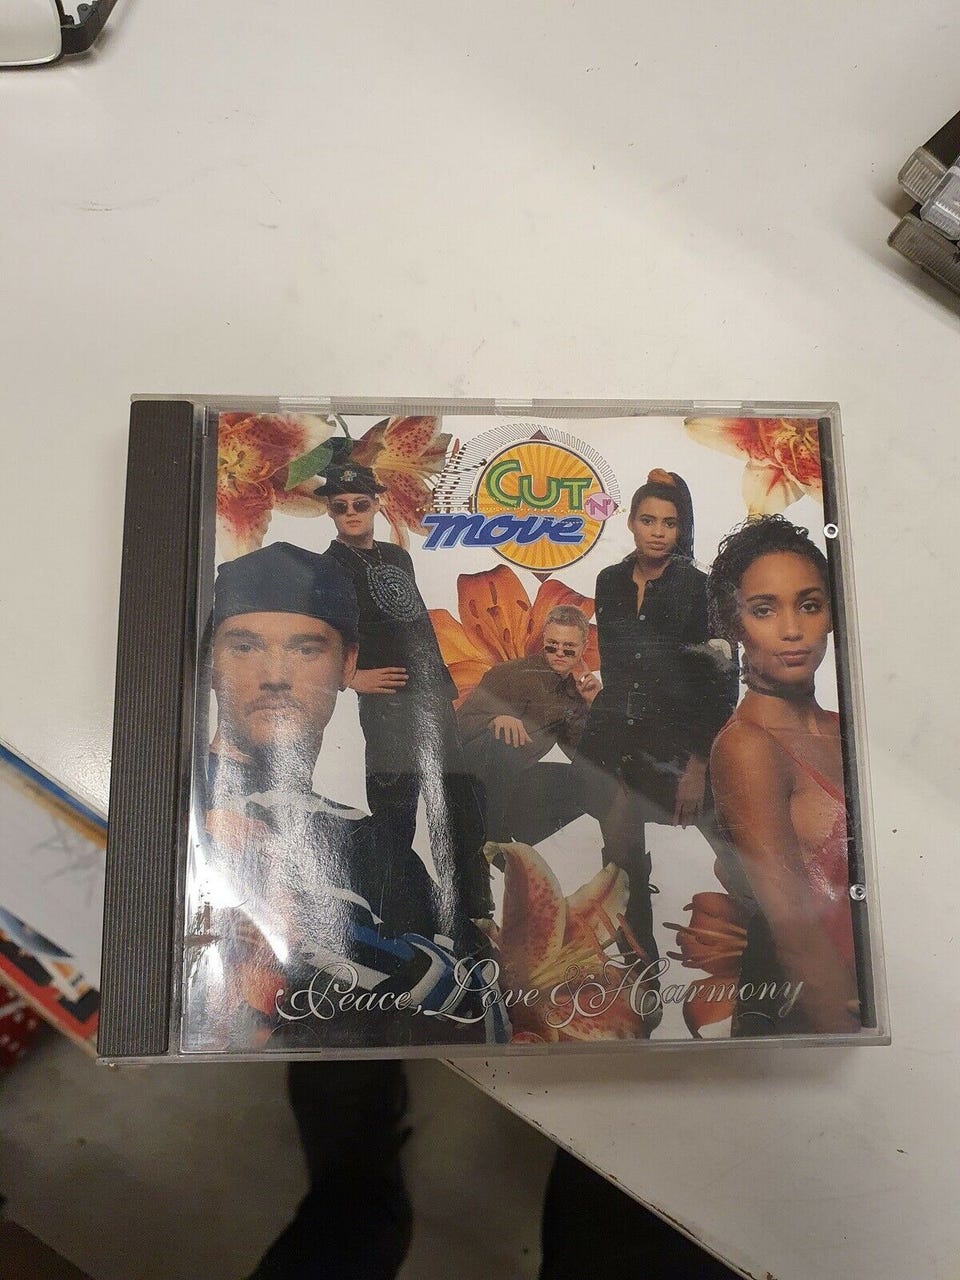 CUT
N'
move
Peace, Love & Harmony